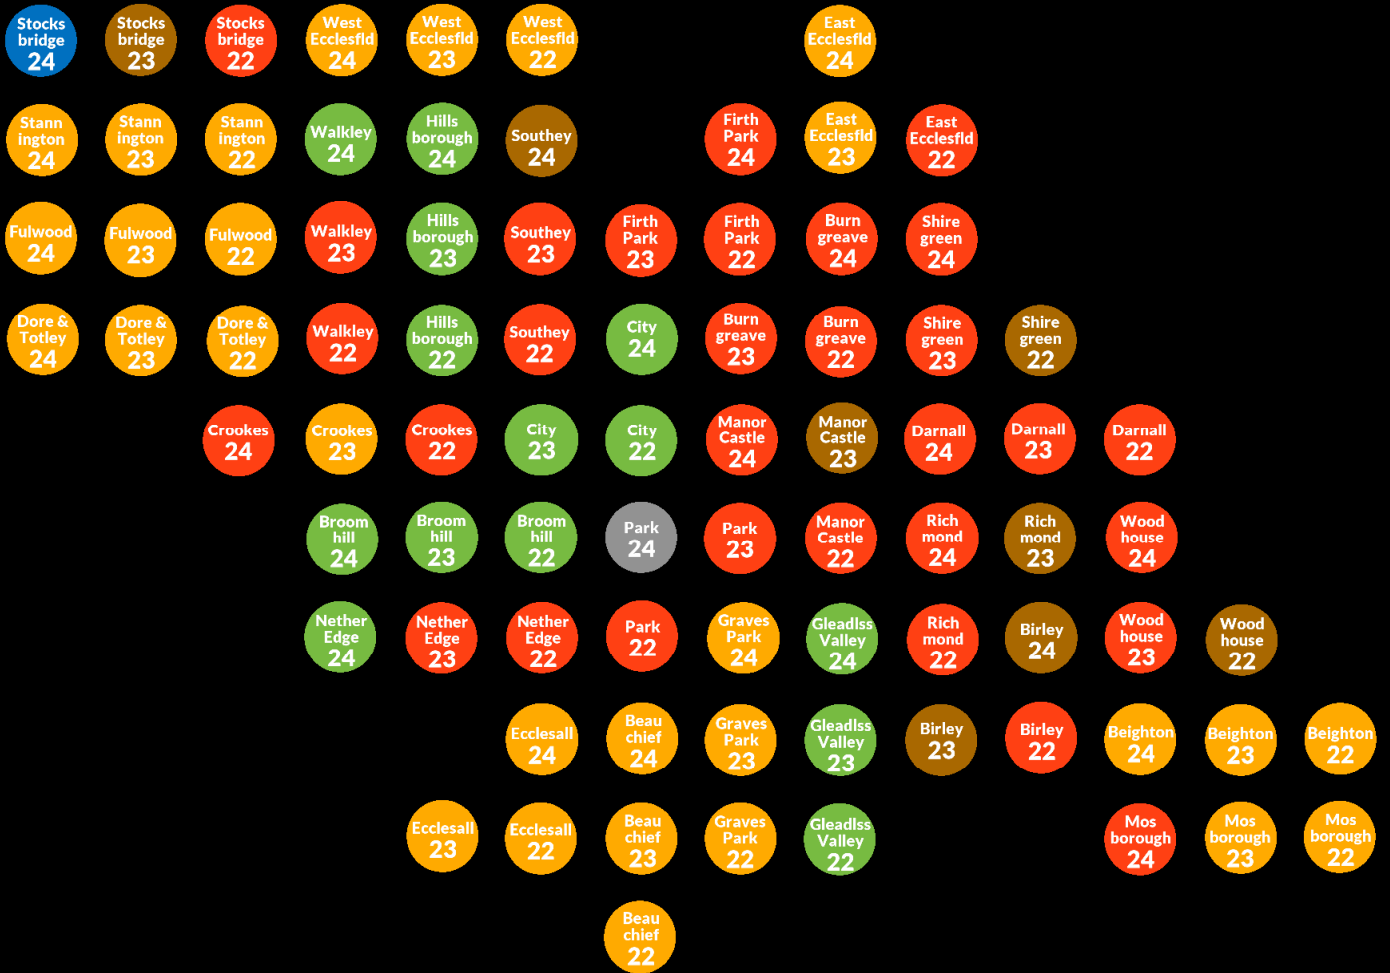 Stocks
bridge
24
Stocks
bridge
23
Stocks
bridge
22
West
Ecclesfld
24
West
Ecclesfld
23
West
Ecclesfld
22
East
Ecclesfld
24
Stann
ington
24
Stann
ington
23
Stann
ington
22
Walkley
24
Hills
borough
24
Southey
24
Firth
Park
24
East
Ecclesfld
23
East
Ecclesfld
22
Fulwood
24
Fulwood
23
Fulwood
22
Walkley
23
Hills
borough
23
Southey
23
Firth
Park
23
Firth
Park
22
Burn
greave
24
Shire
green
24
Dore &
Totley
24
Dore &
Totley
23
Dore &
Totley
22
Walkley
22
Hills
borough
22
Southey
22
City
24
Burn
greave
23
Burn
greave
22
Shire
green
23
Shire
green
22
Crookes
24
Crookes
23
Crookes
22
City
23
City
22
Manor
Castle
24
Manor
Castle
23
Darnall
24
Darnall
23
Darnall
22
Broom
hill
24
Broom
hill
23
Broom
hill
22
Park
24
Park
23
Manor
Castle
22
Rich
mond
24
Rich
mond
23
Wood
house
24
Nether
Edge
24
Nether
Edge
23
Nether
Edge
22
Park
22
Graves
Park
24
Gleadlss
Valley
24
Rich
mond
22
Birley
24
Wood
house
23
Wood
house
22
Ecclesall
24
Beau
chief
24
Graves
Park
23
Gleadlss
Valley
23
Birley
23
Birley
22
Beighton
24
Beighton
23
Beighton
22
Ecclesall
23
Ecclesall
22
Beau
chief
23
Graves
Park
22
Gleadlss
Valley
22
Mos
borough
24
Mos
borough
23
Mos
borough
22
Beau
chief
22